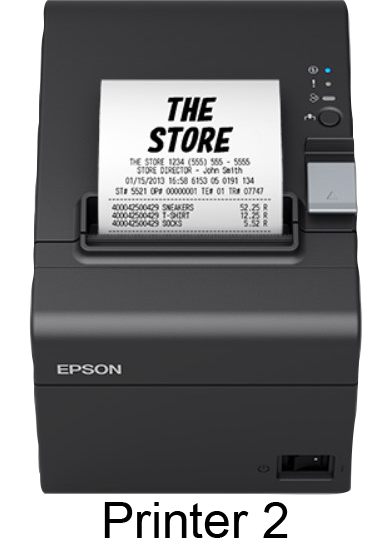 THE
STORE
THE STORE 1234 (555) 555 - 5555
STORE DIRECTOR - John Smith
01/15/2013 16:58 6153 05 0191 134
ST# 5521 OP# 00000001 TE# 01 TR# 07747
400042500429 SNEAKERS 52.25 R
400042500429 T-SHIRT 12.25 R
400042500429 SOCKS 5.52 R
EPSON
Printer 2